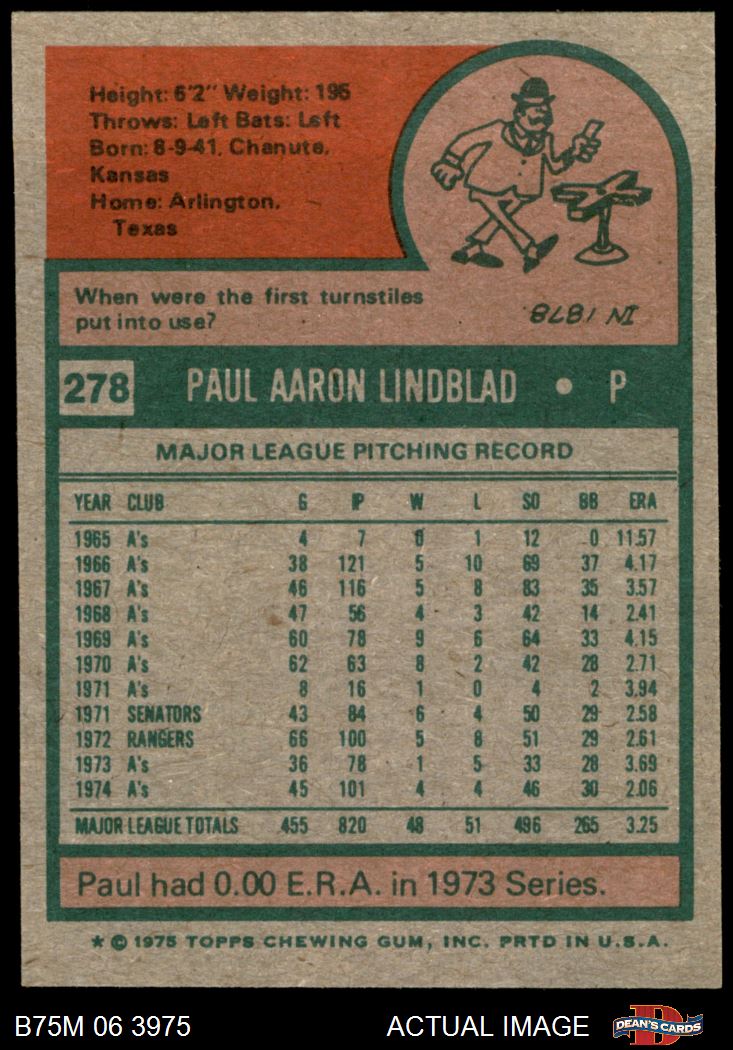 Height: 6'2" Weight: 195
Throws: Left Bats: Left
Born: 8-9-41, Chanute,
Kansas
Home: Arlington,
Texas
When were the first turnstiles
put into use?
IN 1878.
278 PAUL AARON LINDBLAD • P
MAJOR LEAGUE PITCHING RECORD
YEAR CLUB G IP W L SO BB ERA
1965 A's 4 7 0 1 12 0 11.57
1966 A's 38 121 5 10 69 37 4.17
1967 A's 46 116 5 8 83 35 3.57
1968 A's 47 56 4 3 42 14 2.41
1969 A's 60 78 9 6 64 33 4.15
1970 A's 62 63 8 2 42 28 2.71
1971 A's 8 16 1 0 4 2 3.94
1971 SENATORS 43 84 6 4 50 29 2.58
1972 RANGERS 66 100 5 8 51 29 2.61
1973 A's 36 78 1 5 33 28 3.69
1974 A's 45 101 4 4 46 30 2.06
MAJOR LEAGUE TOTALS 455 820 48 51 496 265 3.25
Paul had 0.00 E.R.A. in 1973 Series.
* © 1975 TOPPS CHEWING GUM, INC. PRTD IN U.S.A.
B75M 06 3975 ACTUAL IMAGE DEAN'S CARDS